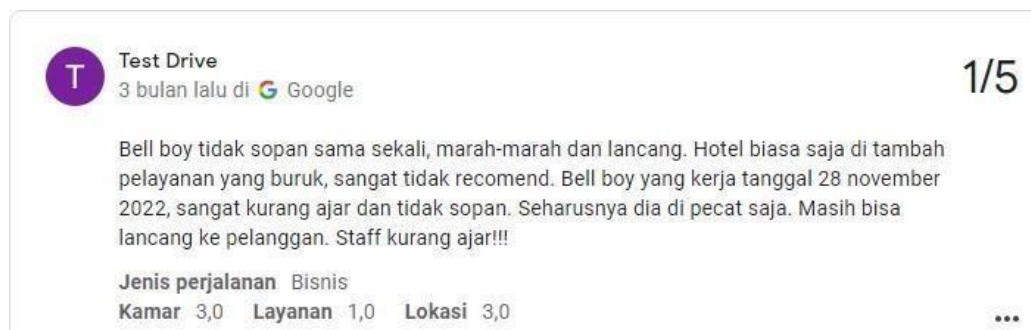 T
Test Drive
3 bulan lalu di G Google
1/5
Bell boy tidak sopan sama sekali, marah-marah dan lancang. Hotel biasa saja di tambah
pelayanan yang buruk, sangat tidak recomend. Bell boy yang kerja tanggal 28 november
2022, sangat kurang ajar dan tidak sopan. Seharusnya dia di pecat saja. Masih bisa
lancang ke pelanggan. Staff kurang ajar!!!
Jenis perjalanan Bisnis
Kamar 3,0 Layanan 1,0 Lokasi 3,0